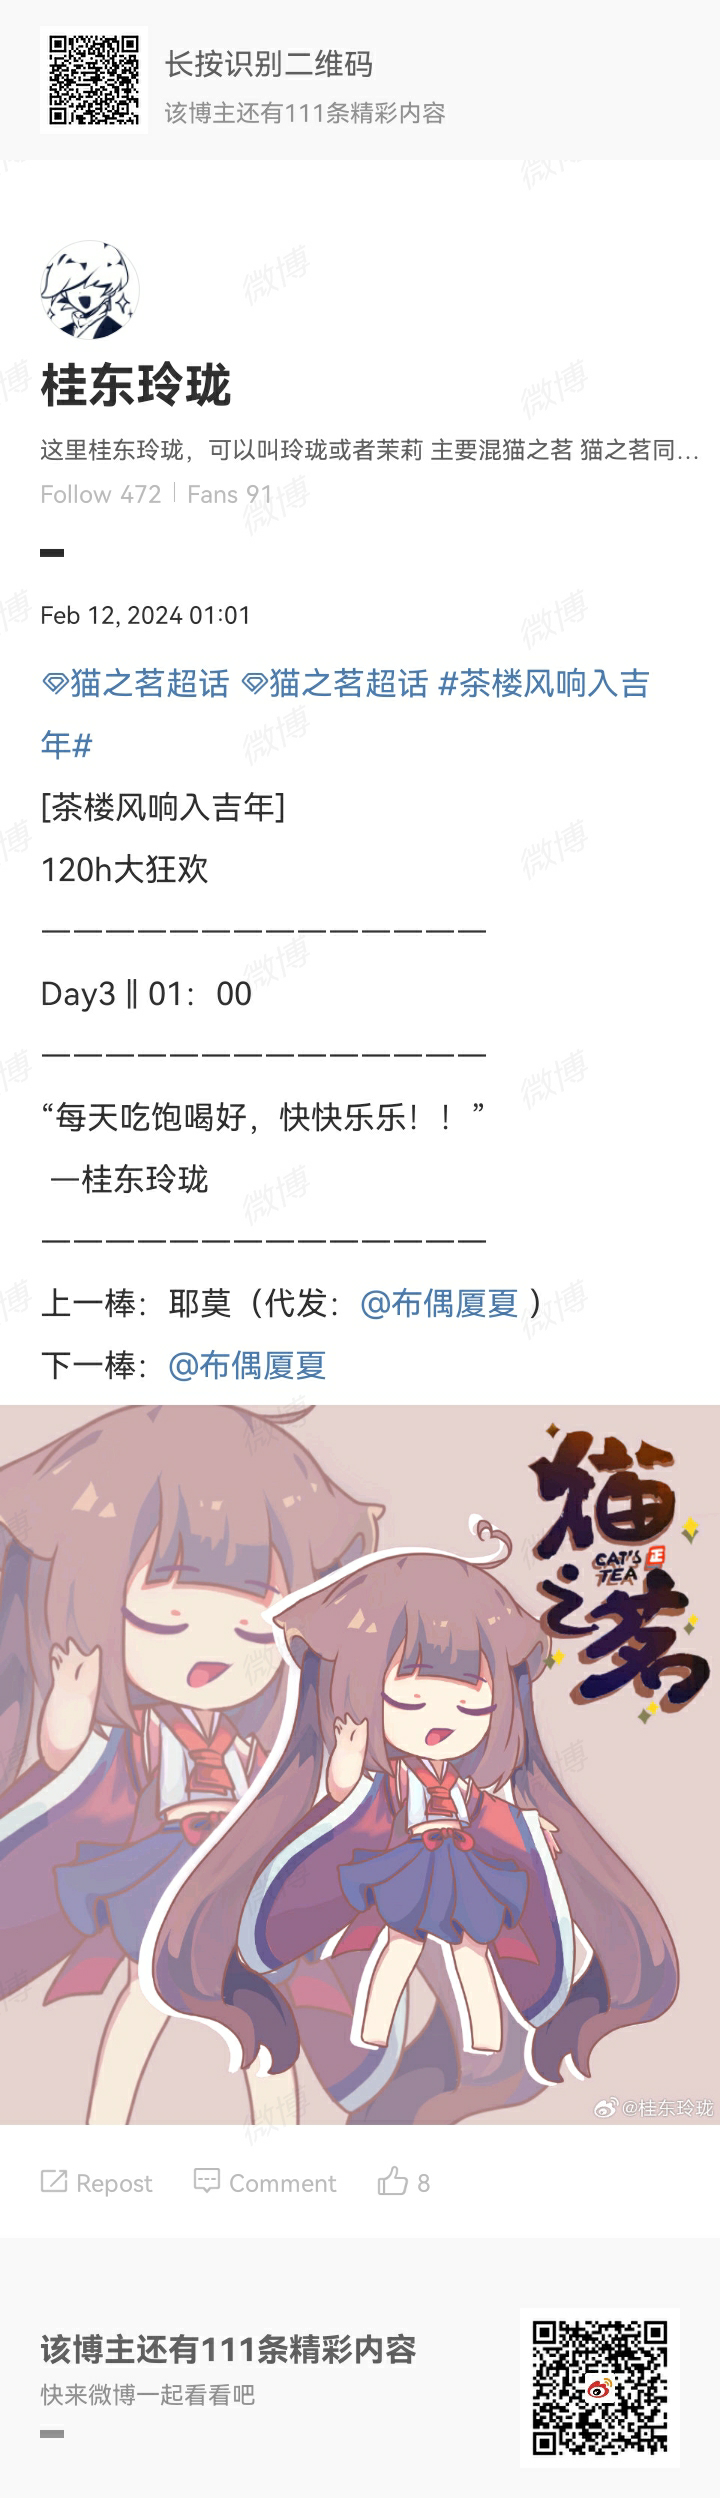 长按识别二维码
该博主还有111条精彩内容
桂东玲珑
这里桂东玲珑，可以叫玲珑或者茉莉 主要混猫之茗 猫之茗同…
Follow 472 | Fans 91
Feb 12, 2024 01:01
猫之茗超话 猫之茗超话 #茶楼风响入吉
年#
[茶楼风响入吉年]
120h大狂欢
——————————————
Day3 ‖ 01：00
——————————————
“每天吃饱喝好，快快乐乐！！”
—桂东玲珑
——————————————
上一棒：耶莫（代发：@布偶厦夏 ）
下一棒：@布偶厦夏
猫
CAT'S
TEA
正
之茗
@桂东玲珑
Repost Comment 8
该博主还有111条精彩内容
快来微博一起看看吧
微博